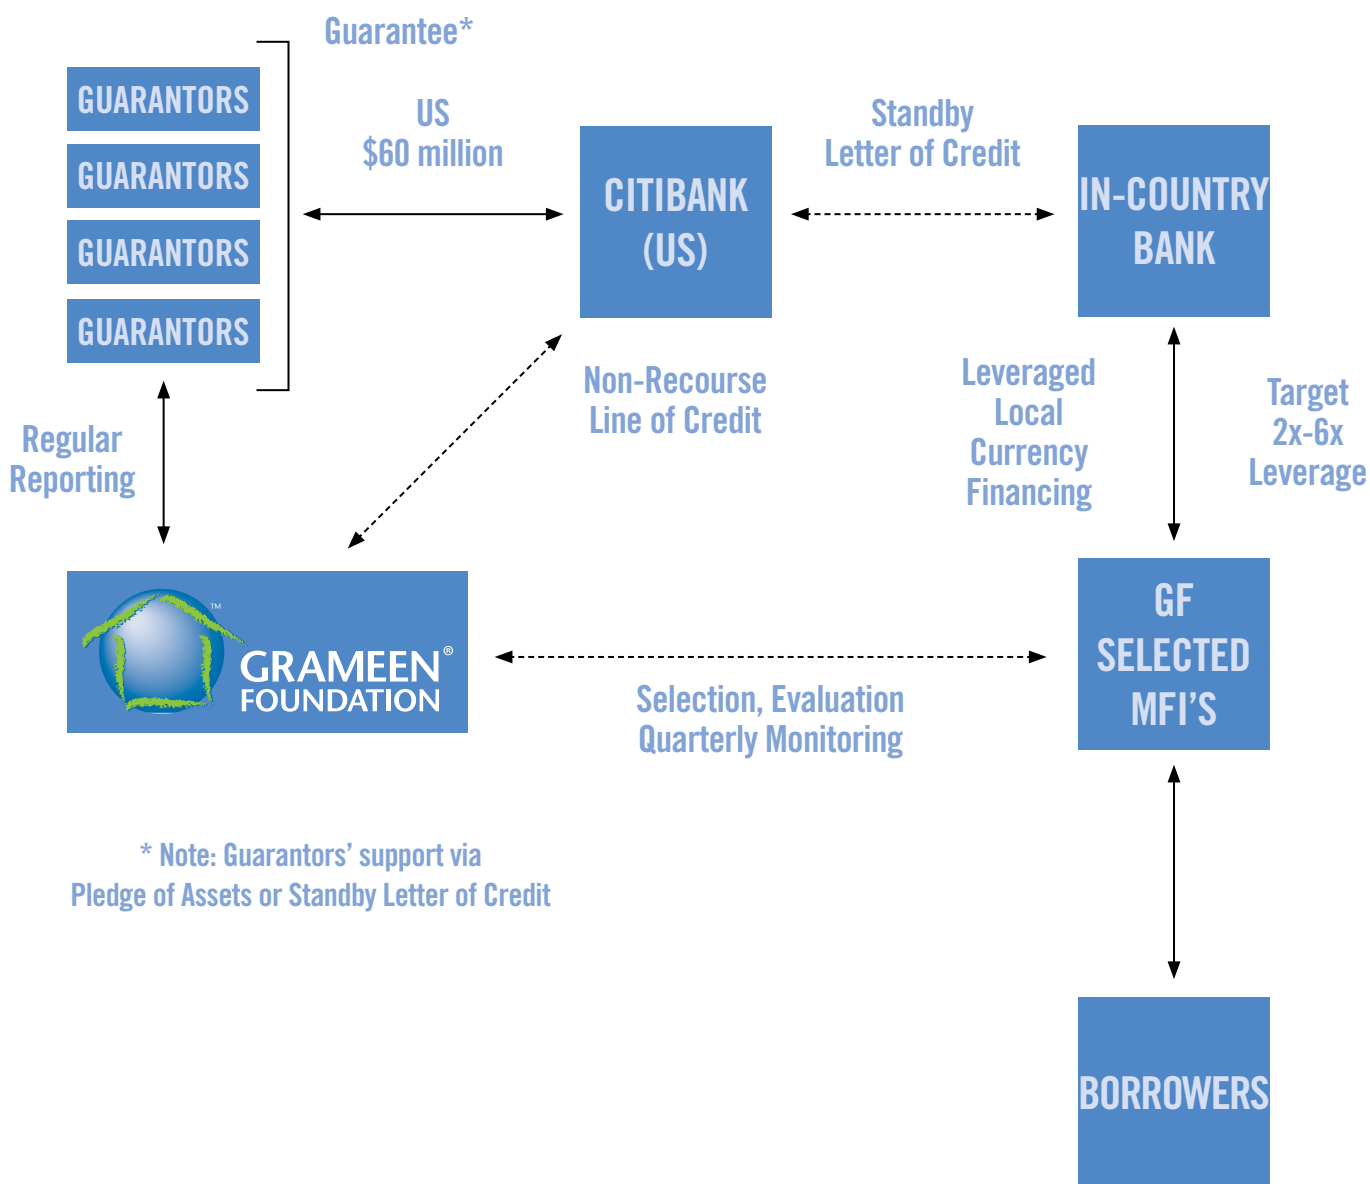 Guarantee*
GUARANTORS
GUARANTORS
GUARANTORS
GUARANTORS
US
$60 million
CITIBANK
(US)
Standby
Letter of Credit
IN-COUNTRY
BANK
Regular
Reporting
Non-Recourse
Line of Credit
Leveraged
Local
Currency
Financing
Target
2x-6x
Leverage
™
GRAMEEN®
FOUNDATION
Selection, Evaluation
Quarterly Monitoring
GF
SELECTED
MFI’S
* Note: Guarantors’ support via
Pledge of Assets or Standby Letter of Credit
BORROWERS